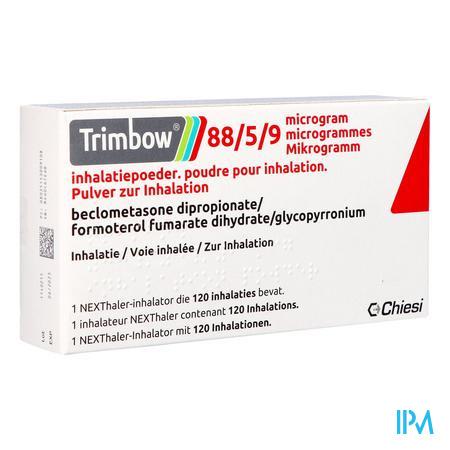 Trimbow® 88/5/9 microgram
microgrammes
Mikrogramm
inhalatiepoeder. poudre pour inhalation.
Pulver zur Inhalation
beclometasone dipropionate/
formoterol fumarate dihydrate/glycopyrronium
Inhalatie / Voie inhalée / Zur Inhalation
1 NEXThaler-inhalator die 120 inhalaties bevat.
1 inhalateur NEXThaler contenant 120 Inhalations.
1 NEXThaler-Inhalator mit 120 Inhalationen.
Chiesi
LOT
EXP
IPM